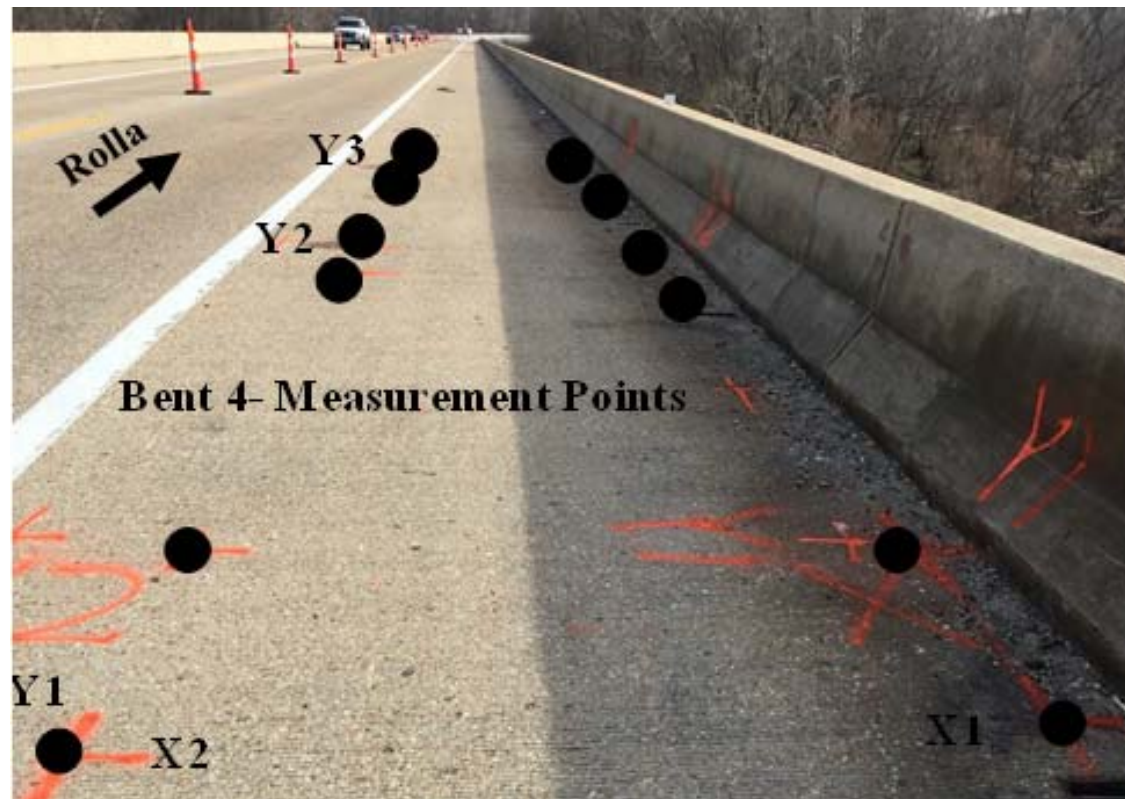 Rolla
Y3
Y2
Bent 4- Measurement Points
Y1
X2
X1